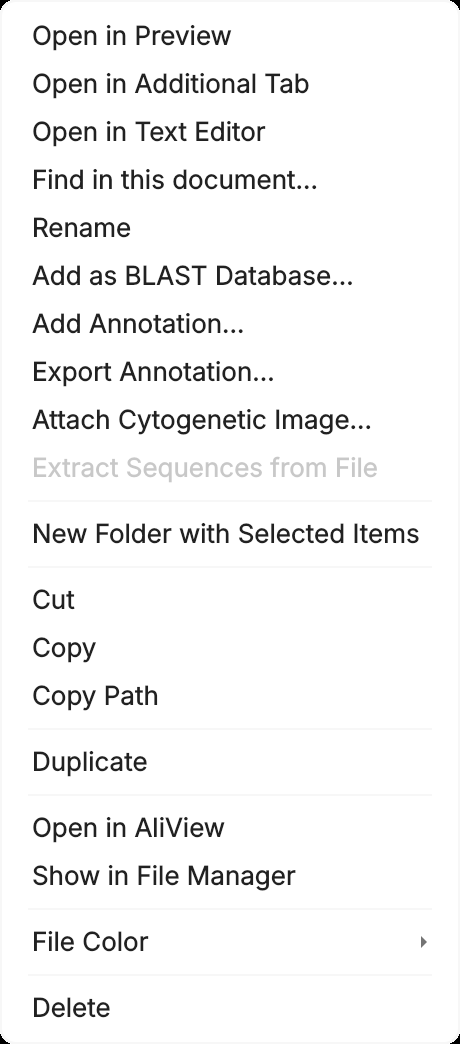 Open in Preview
Open in Additional Tab
Open in Text Editor
Find in this document...
Rename
Add as BLAST Database...
Add Annotation...
Export Annotation...
Attach Cytogenetic Image...
Extract Sequences from File
New Folder with Selected Items
Cut
Copy
Copy Path
Duplicate
Open in AliView
Show in File Manager
File Color
Delete